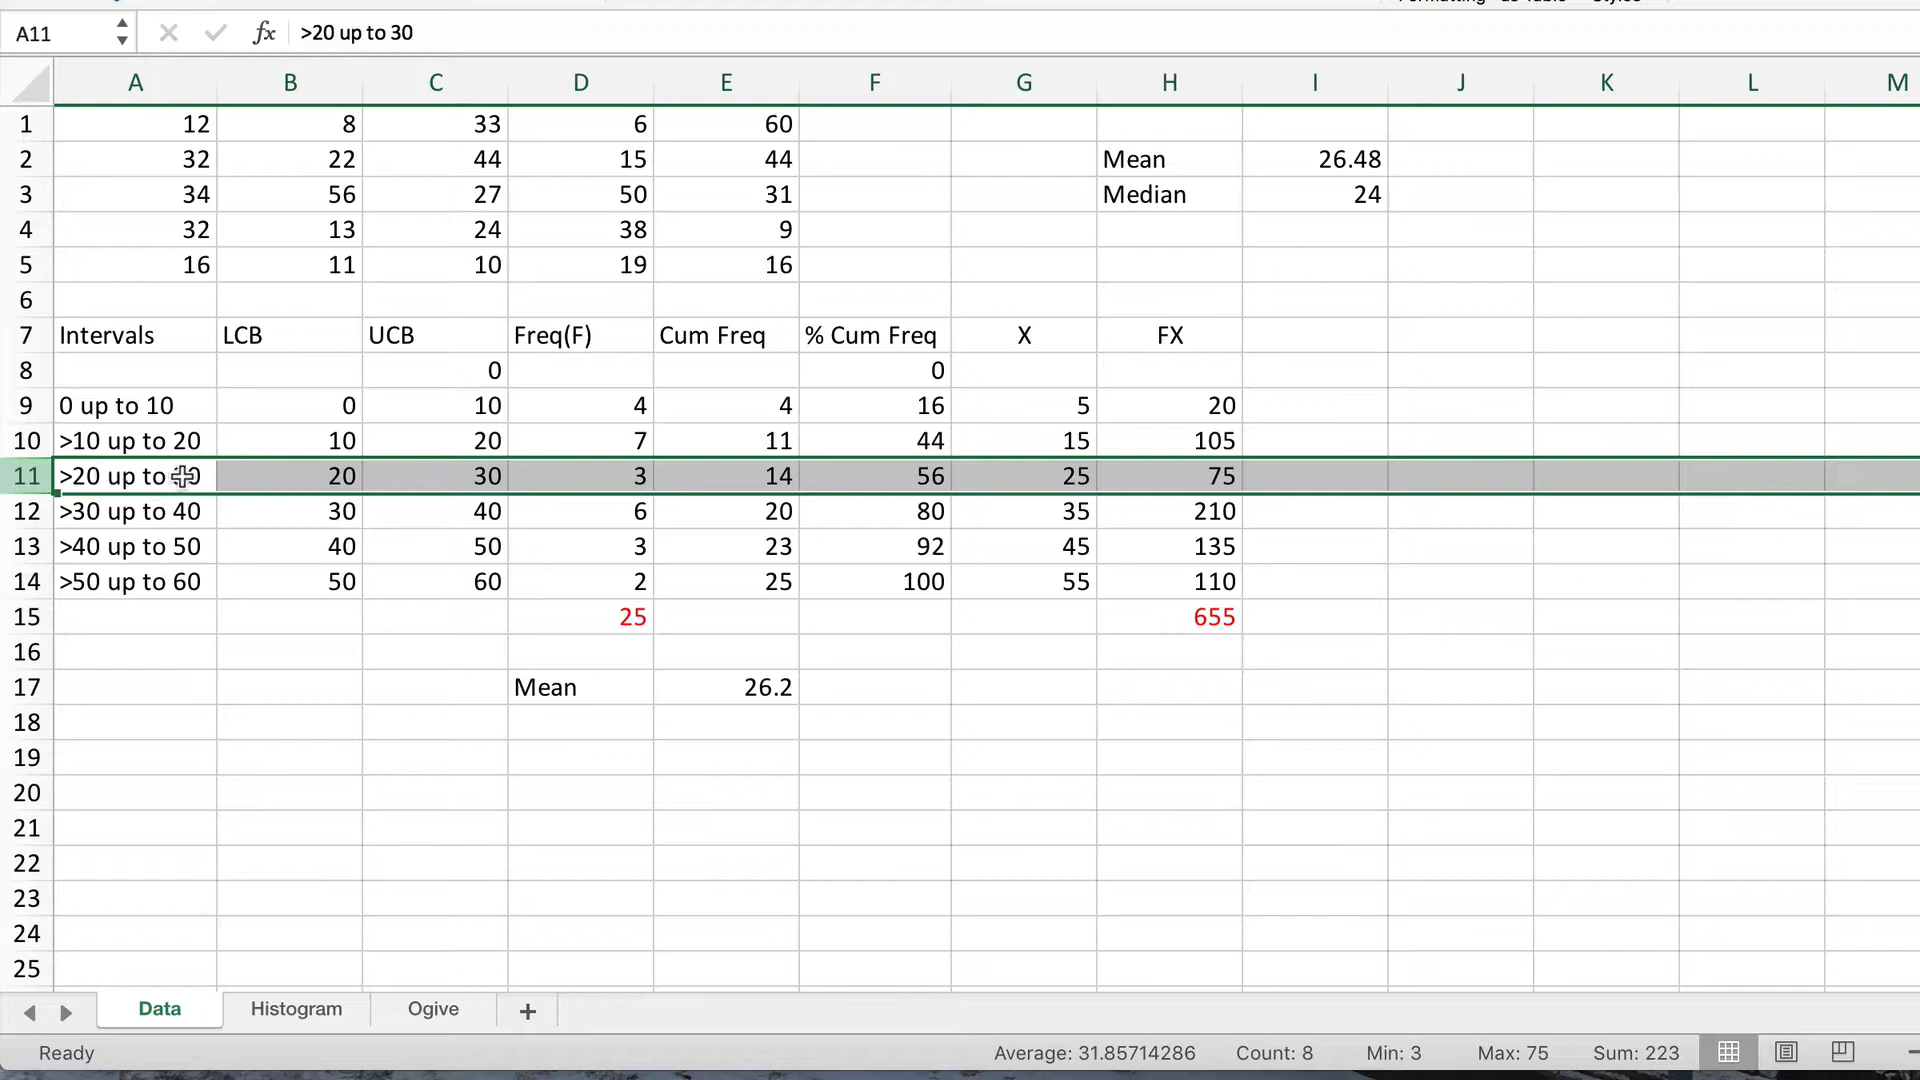 A11 fx >20 up to 30
A B C D E F G H I J K L M
1 12 8 33 6 60
2 32 22 44 15 44 Mean 26.48
3 34 56 27 50 31 Median 24
4 32 13 24 38 9
5 16 11 10 19 16
6
7 Intervals LCB UCB Freq(F) Cum Freq % Cum Freq X FX
8 0 0
9 0 up to 10 0 10 4 4 16 5 20
10 >10 up to 20 10 20 7 11 44 15 105
11 >20 up to 30 20 30 3 14 56 25 75
12 >30 up to 40 30 40 6 20 80 35 210
13 >40 up to 50 40 50 3 23 92 45 135
14 >50 up to 60 50 60 2 25 100 55 110
15 25 655
16
17 Mean 26.2
18
19
20
21
22
23
24
25
Data Histogram Ogive +
Ready Average: 31.85714286 Count: 8 Min: 3 Max: 75 Sum: 223